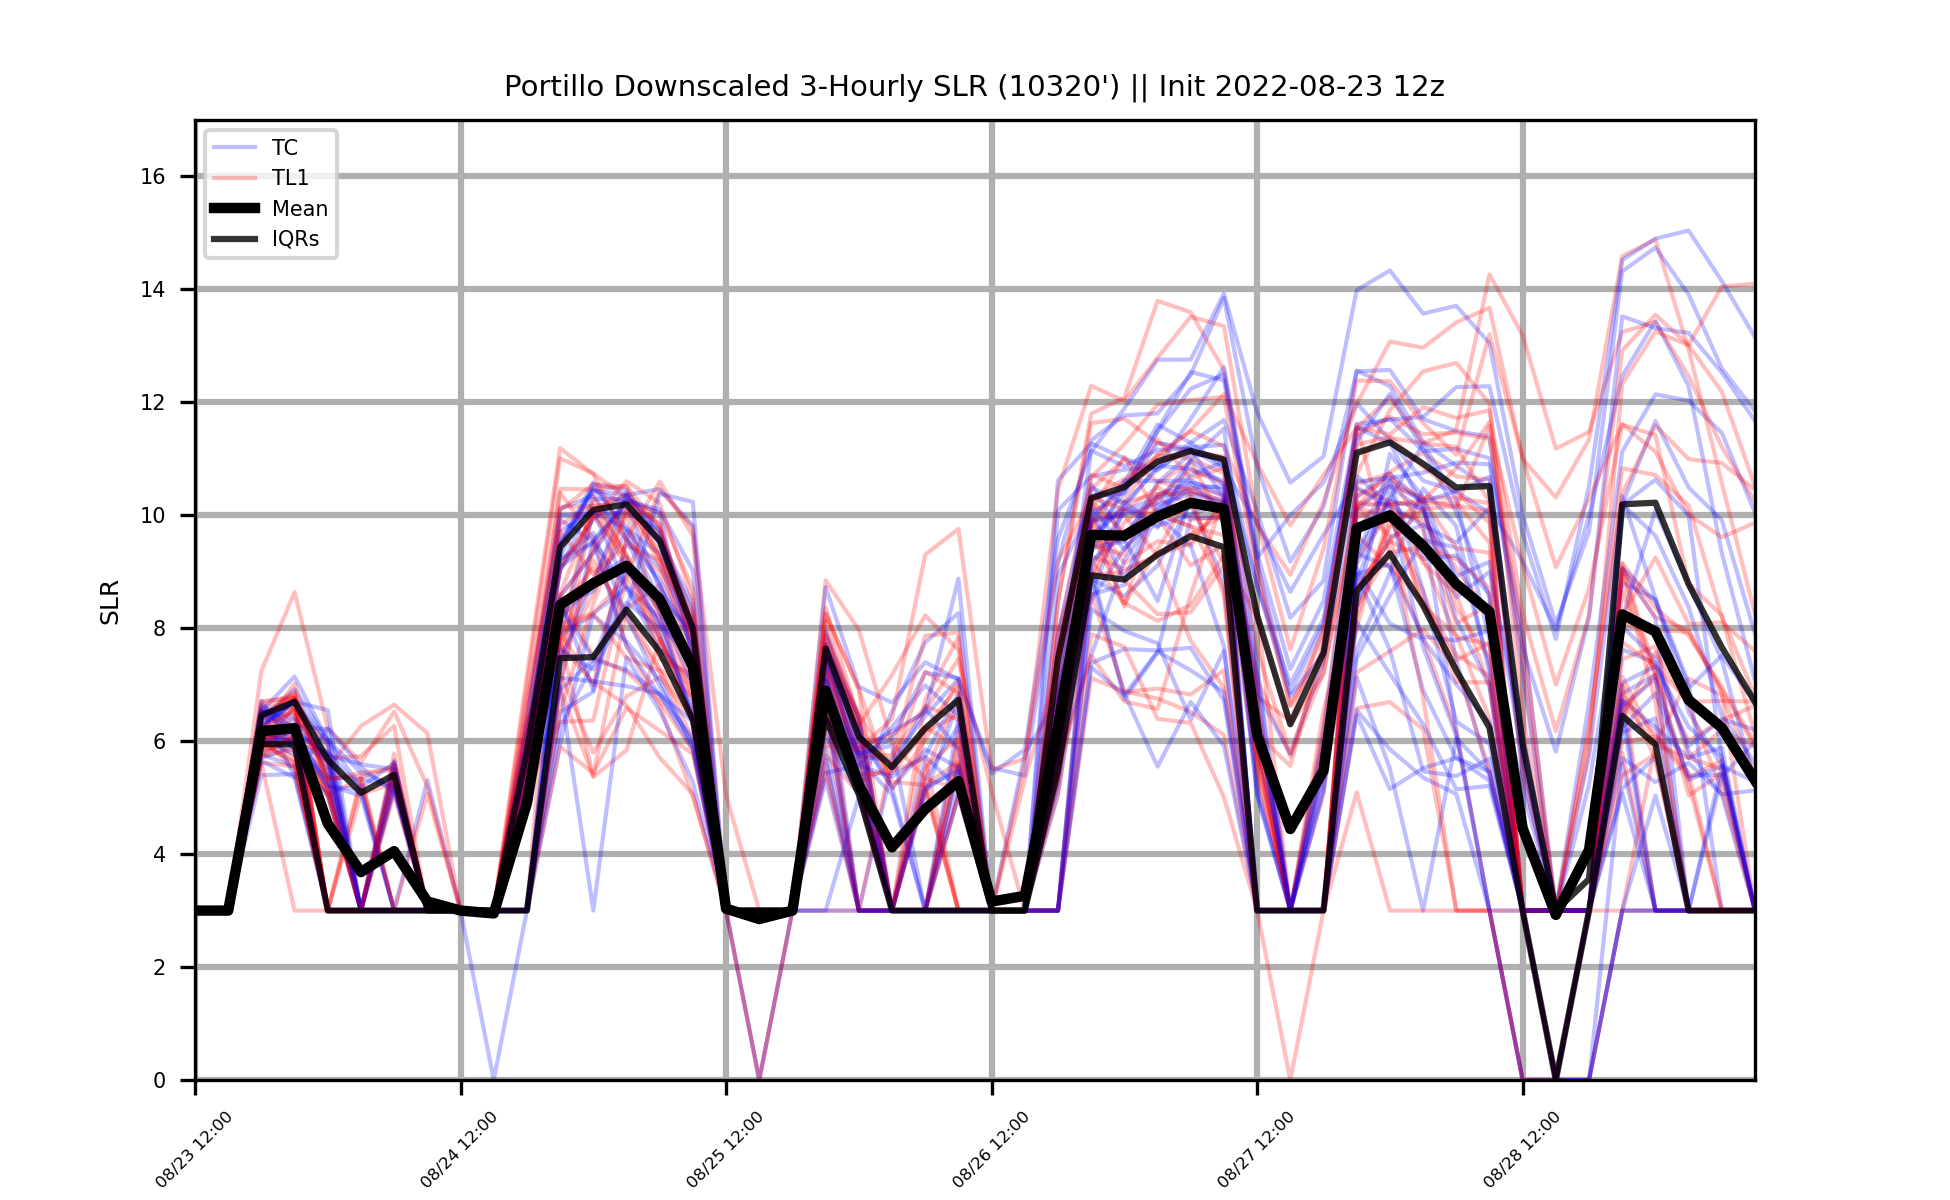 Portillo Downscaled 3-Hourly SLR (10320') || Init 2022-08-23 12z
TC
TL1
Mean
IQRs
SLR
16
14
12
10
8
6
4
2
0
08/23 12:00
08/24 12:00
08/25 12:00
08/26 12:00
08/27 12:00
08/28 12:00